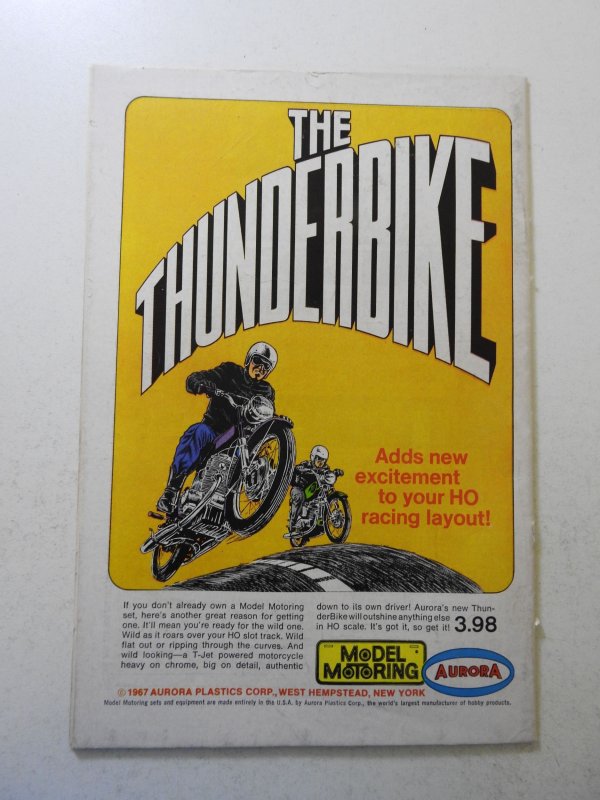 THE
THUNDERBIKE
Adds new
excitement
to your HO
racing layout!
If you don't already own a Model Motoring
set, here's another great reason for getting
one. It'll mean you're ready for the wild one.
Wild as it roars over your HO slot track. Wild
flat out or ripping through the curves. And
wild looking—a T-Jet powered motorcycle
heavy on chrome, big on detail, authentic
down to its own driver! Aurora's new Thun-
derBike will outshine anything else
in HO scale. It's got it, so get it! 3.98
MODEL
MOTORING
AURORA
© 1967 AURORA PLASTICS CORP., WEST HEMPSTEAD, NEW YORK
Model Motoring sets and equipment are made entirely in the U.S.A. by Aurora Plastics Corp., the world's largest manufacturer of hobby products.